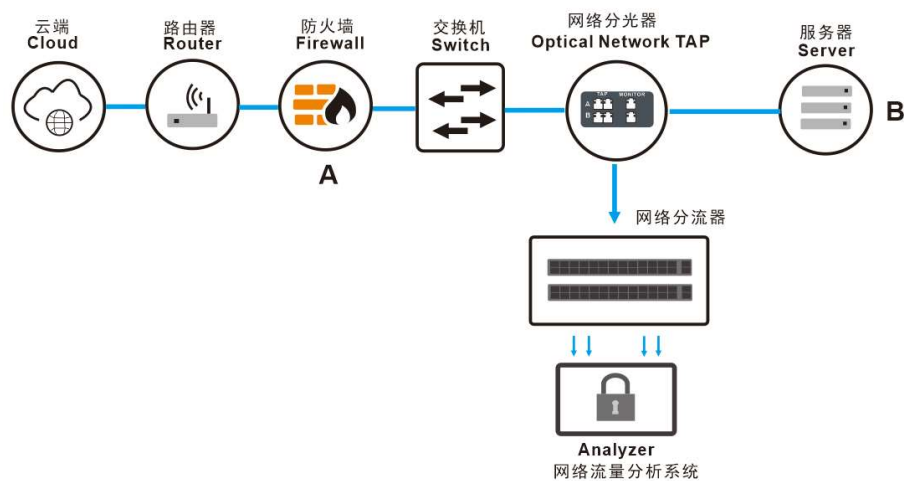 云端
Cloud
路由器
Router
防火墙
Firewall
交换机
Switch
网络分光器
Optical Network TAP
服务器
Server
TAP MONITOR
A
B
A
B
网络分流器
Analyzer
网络流量分析系统